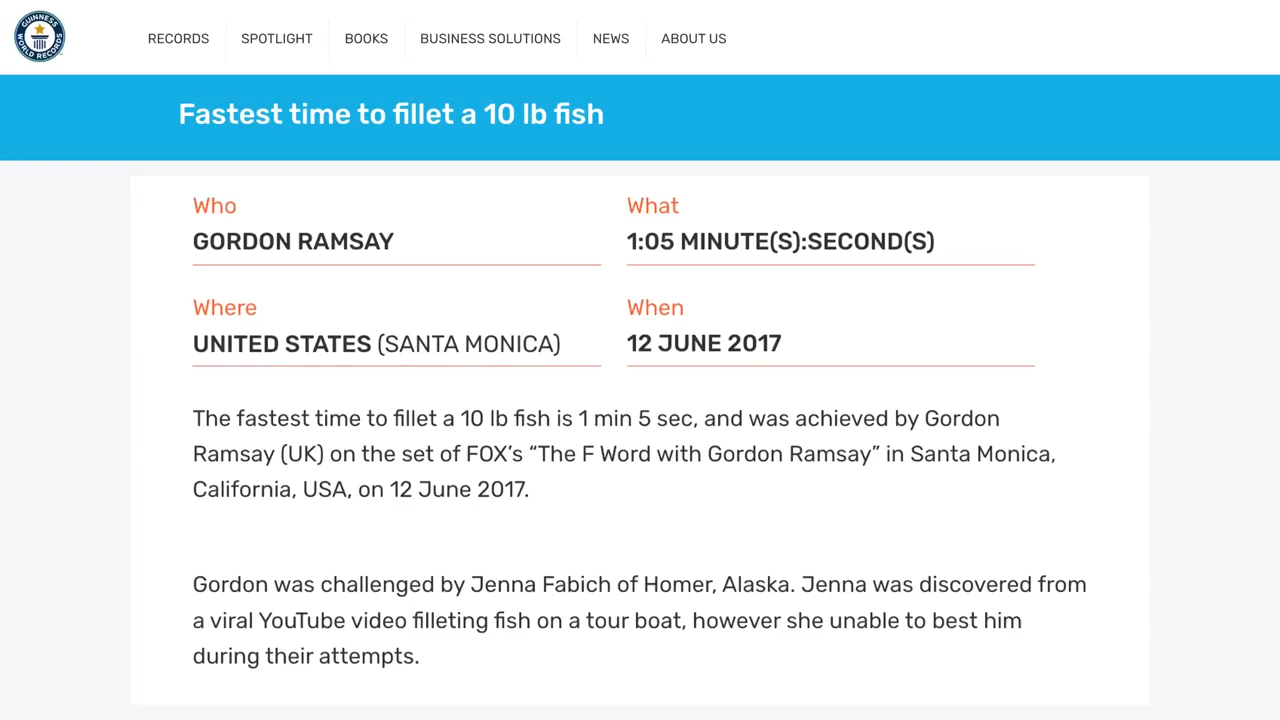 GUINNESS WORLD RECORDS
RECORDS SPOTLIGHT BOOKS BUSINESS SOLUTIONS NEWS ABOUT US
Fastest time to fillet a 10 lb fish
Who
GORDON RAMSAY
What
1:05 MINUTE(S):SECOND(S)
Where
UNITED STATES (SANTA MONICA)
When
12 JUNE 2017
The fastest time to fillet a 10 lb fish is 1 min 5 sec, and was achieved by Gordon
Ramsay (UK) on the set of FOX’s “The F Word with Gordon Ramsay” in Santa Monica,
California, USA, on 12 June 2017.
Gordon was challenged by Jenna Fabich of Homer, Alaska. Jenna was discovered from
a viral YouTube video filleting fish on a tour boat, however she unable to best him
during their attempts.